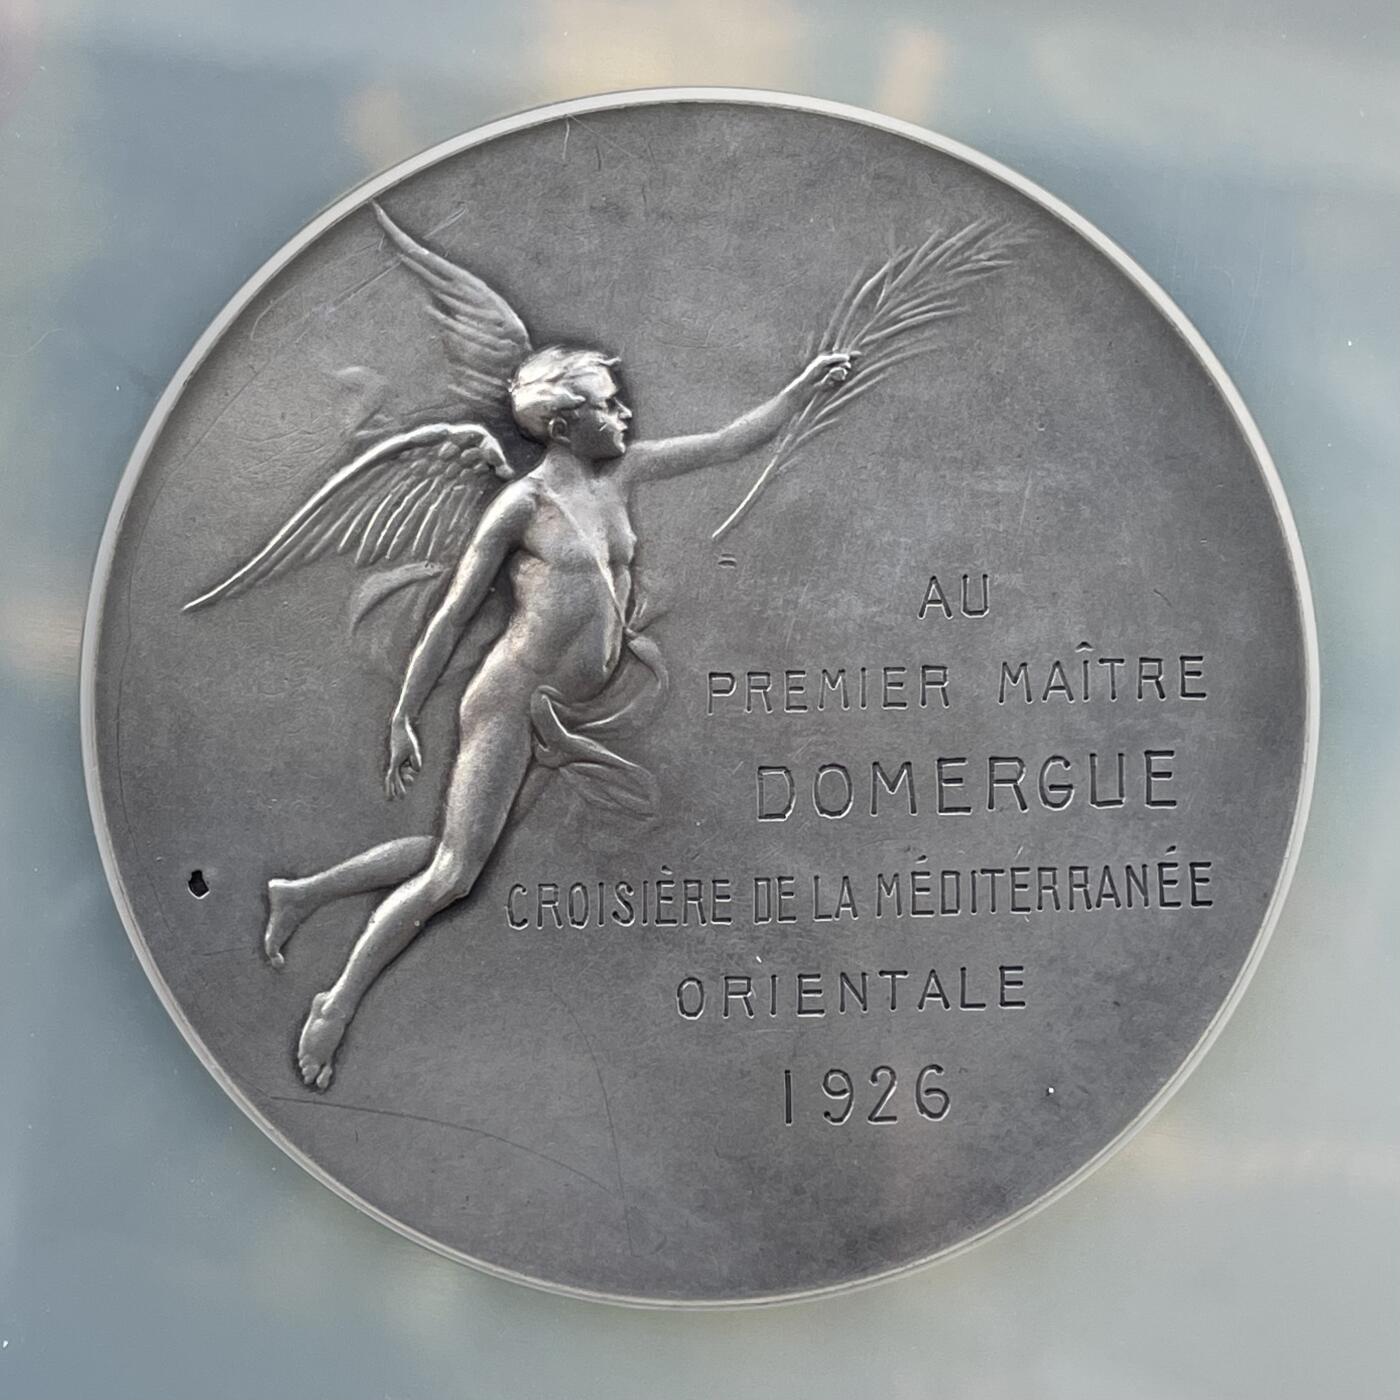 AU
PREMIER MAÎTRE
DOMERGUE
CROISIÈRE DE LA MÉDITERRANÉE
ORIENTALE
1926